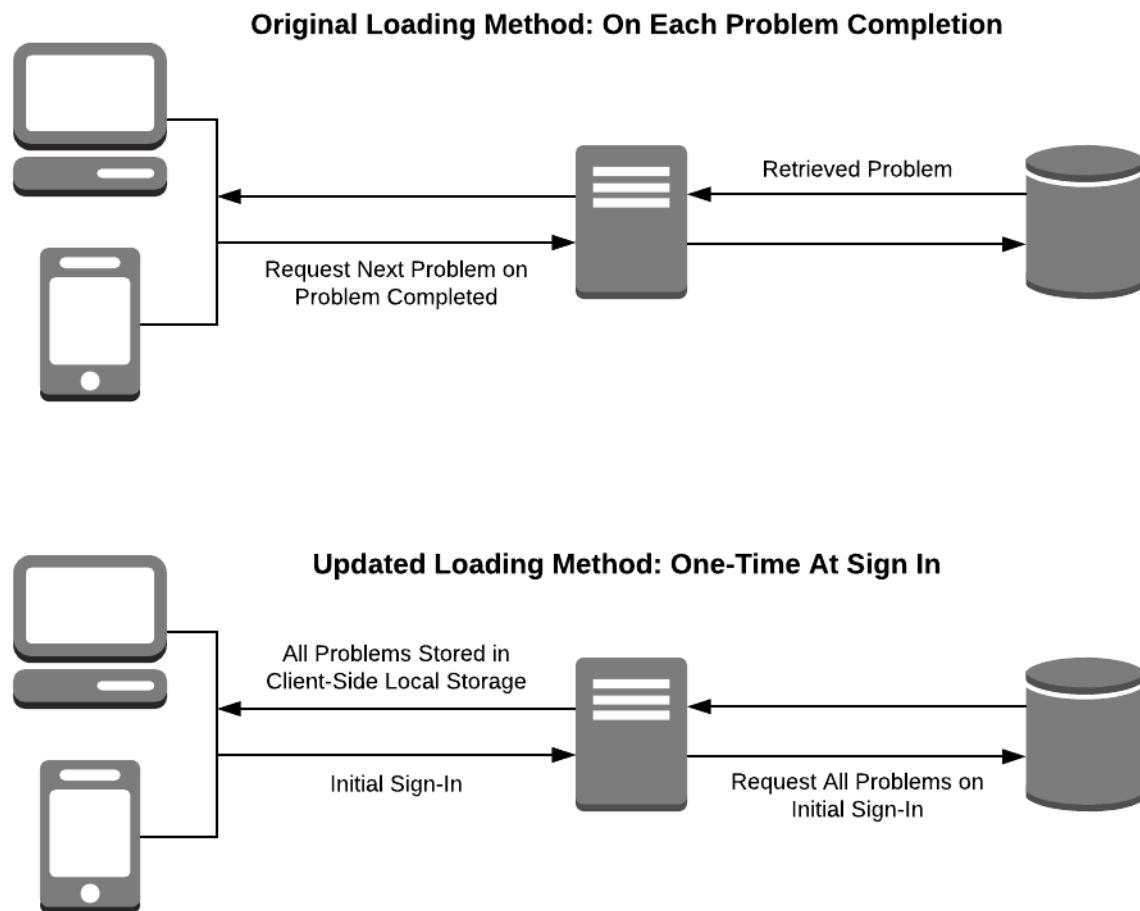 Original Loading Method: On Each Problem Completion
Retrieved Problem
Request Next Problem on
Problem Completed
Updated Loading Method: One-Time At Sign In
All Problems Stored in
Client-Side Local Storage
Initial Sign-In
Request All Problems on
Initial Sign-In